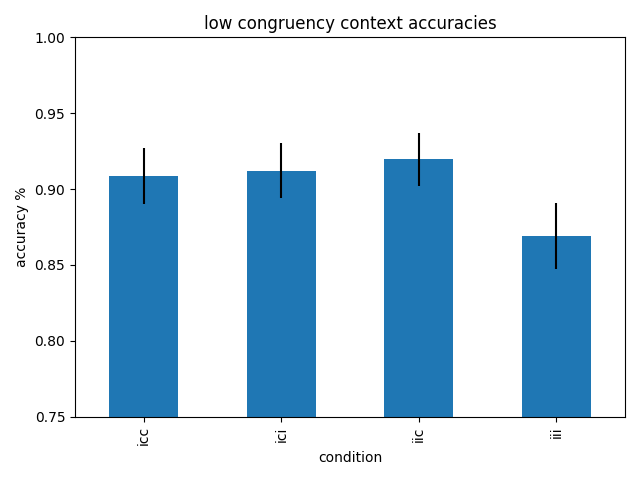 low congruency context accuracies
1.00
0.95
0.90
0.85
0.80
0.75
accuracy %
icc
ici
iic
iii
condition